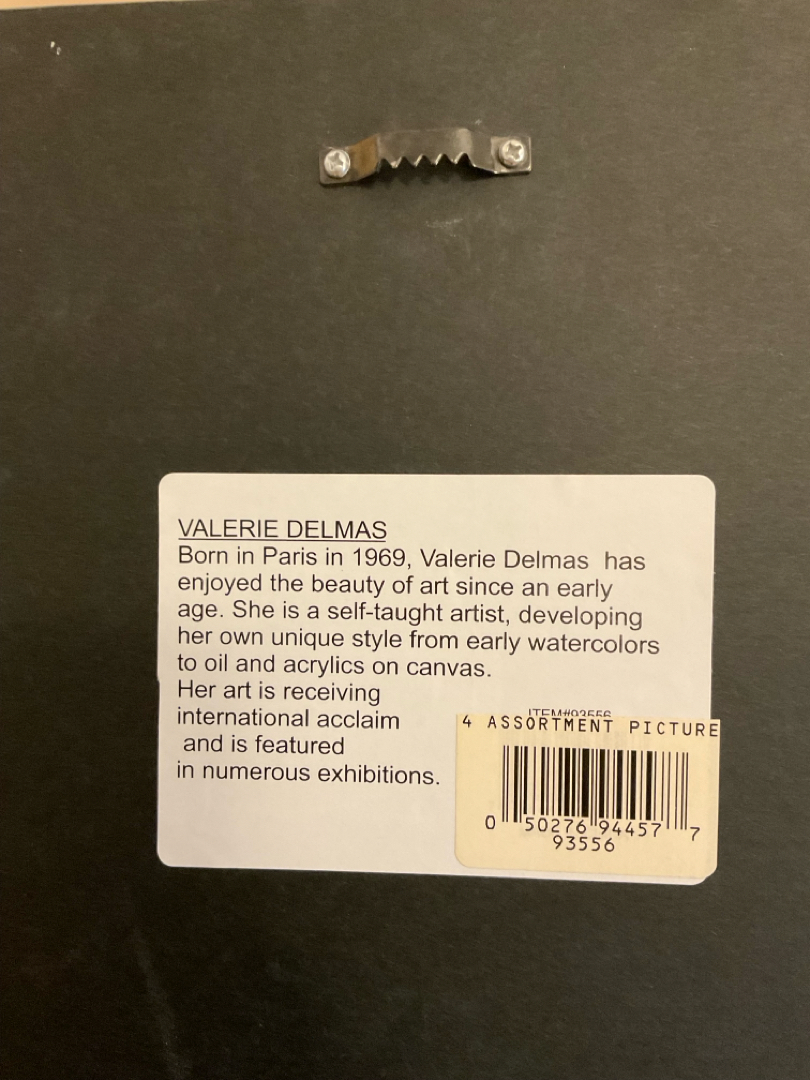 VALERIE DELMAS
Born in Paris in 1969, Valerie Delmas has
enjoyed the beauty of art since an early
age. She is a self-taught artist, developing
her own unique style from early watercolors
to oil and acrylics on canvas.
Her art is receiving
international acclaim
and is featured
in numerous exhibitions.
ITEM#93556
4 ASSORTMENT PICTURE
0 50276 94457 7
93556